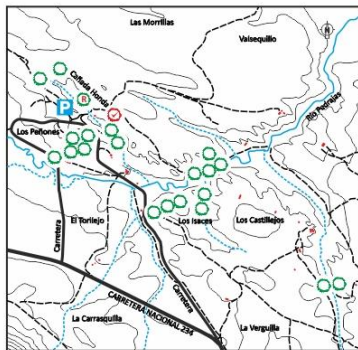 Las Morrillas
Valsequillo
N
Cañada Honda
R
P
Río Pedrajas
Los Peñones
El Torllejo
Los Isaces
Los Castillejos
Carretera
Carretera
CARRETERA NACIONAL 234
La Carrasquilla
La Verguilla